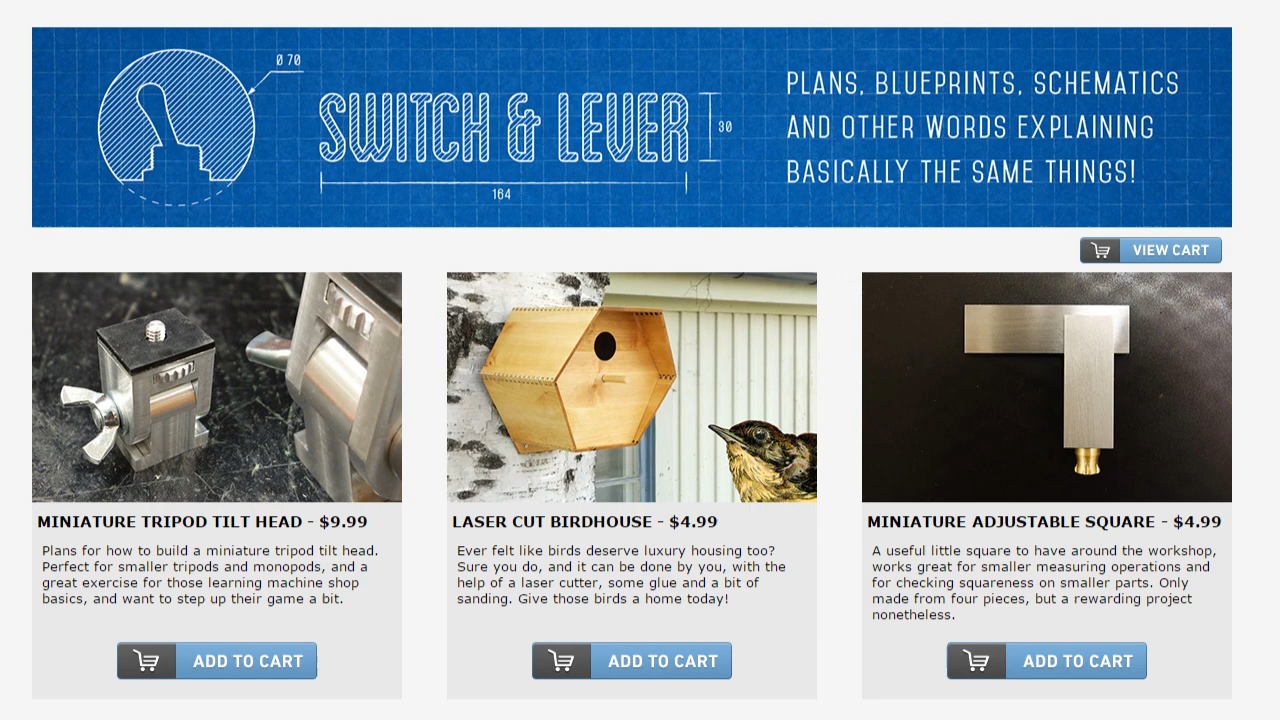 Ø 70
SWITCH & LEVER
30
164
PLANS, BLUEPRINTS, SCHEMATICS
AND OTHER WORDS EXPLAINING
BASICALLY THE SAME THINGS!
VIEW CART
MINIATURE TRIPOD TILT HEAD - $9.99
Plans for how to build a miniature tripod tilt head.
Perfect for smaller tripods and monopods, and a
great exercise for those learning machine shop
basics, and want to step up their game a bit.
ADD TO CART
LASER CUT BIRDHOUSE - $4.99
Ever felt like birds deserve luxury housing too?
Sure you do, and it can be done by you, with the
help of a laser cutter, some glue and a bit of
sanding. Give those birds a home today!
ADD TO CART
MINIATURE ADJUSTABLE SQUARE - $4.99
A useful little square to have around the workshop,
works great for smaller measuring operations and
for checking squareness on smaller parts. Only
made from four pieces, but a rewarding project
nonetheless.
ADD TO CART